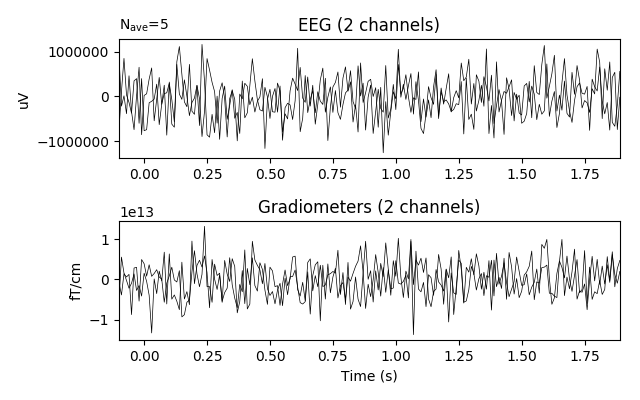 N_ave=5
EEG (2 channels)
1000000
0
−1000000
uV
0.00 0.25 0.50 0.75 1.00 1.25 1.50 1.75
1e13
Gradiometers (2 channels)
1
0
−1
fT/cm
0.00 0.25 0.50 0.75 1.00 1.25 1.50 1.75
Time (s)